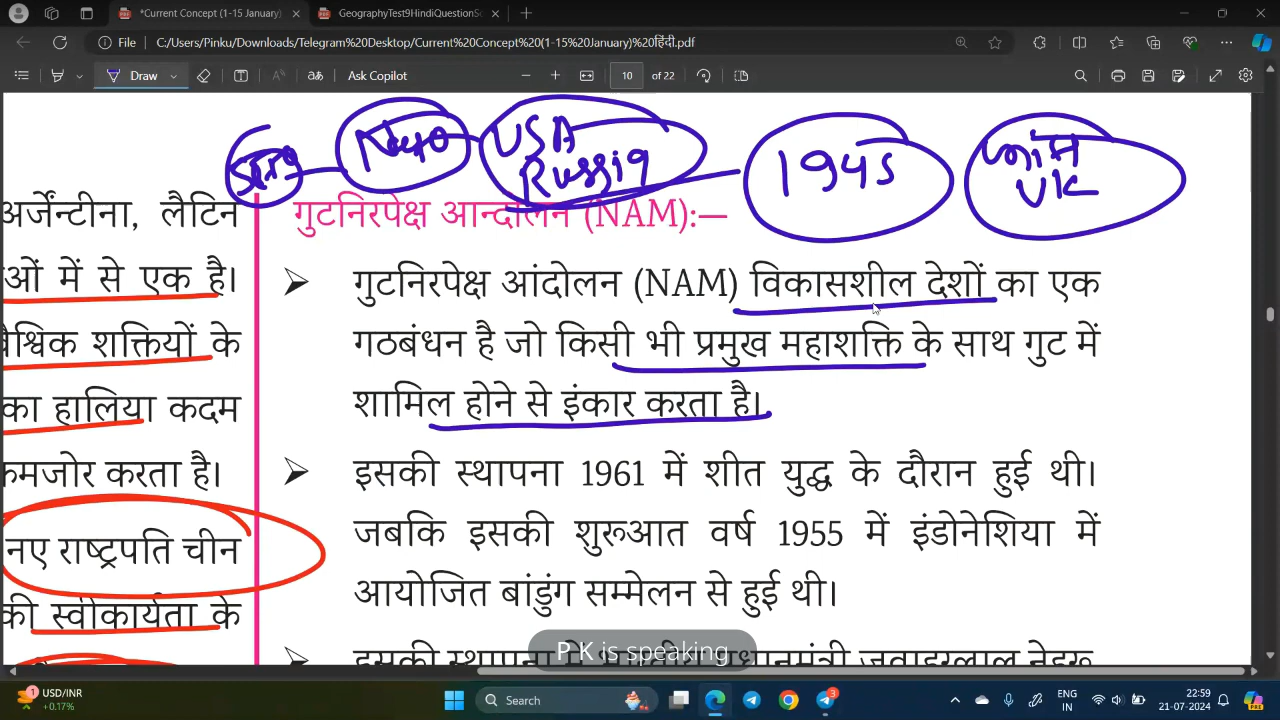 *Current Concept (1-15 January)
GeographyTest9HindiQuestionSc
File
C:/Users/Pinku/Downloads/Telegram%20Desktop/Current%20Concept%20(1-15%20January)%20हिंदी.pdf
Draw
Ask Copilot
10 of 22
USA
Russia
1945
UK
अर्जेन्टीना, लैटिन
ओं में से एक है।
वैश्विक शक्तियों के
का हालिया कदम
कमजोर करता है।
नए राष्ट्रपति चीन
की स्वीकार्यता के
गुटनिरपेक्ष आन्दोलन (NAM):—
गुटनिरपेक्ष आंदोलन (NAM) विकासशील देशों का एक
गठबंधन है जो किसी भी प्रमुख महाशक्ति के साथ गुट में
शामिल होने से इंकार करता है।
इसकी स्थापना 1961 में शीत युद्ध के दौरान हुई थी।
जबकि इसकी शुरूआत वर्ष 1955 में इंडोनेशिया में
आयोजित बांडुंग सम्मेलन से हुई थी।
P K is speaking
USD/INR
+0.17%
1
Search
3
ENG
IN
22:59
21-07-2024